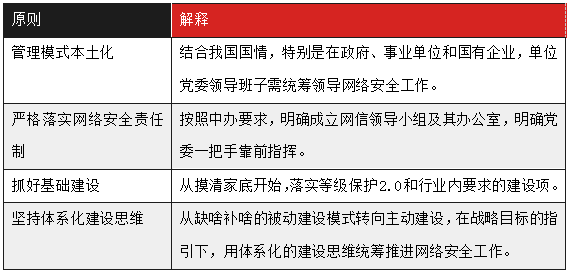 原则 解释
管理模式本土化 结合我国国情，特别是在政府、事业单位和国有企业，单位
党委领导班子需统筹领导网络安全工作。
严格落实网络安全责任 按照中办要求，明确成立网信领导小组及其办公室，明确党
制 委一把手靠前指挥。
抓好基础建设 从摸清家底开始，落实等级保护2.0和行业内要求的建设项。
坚持体系化建设思维 从缺啥补啥的被动建设模式转向主动建设，在战略目标的指
引下，用体系化的建设思维统筹推进网络安全工作。